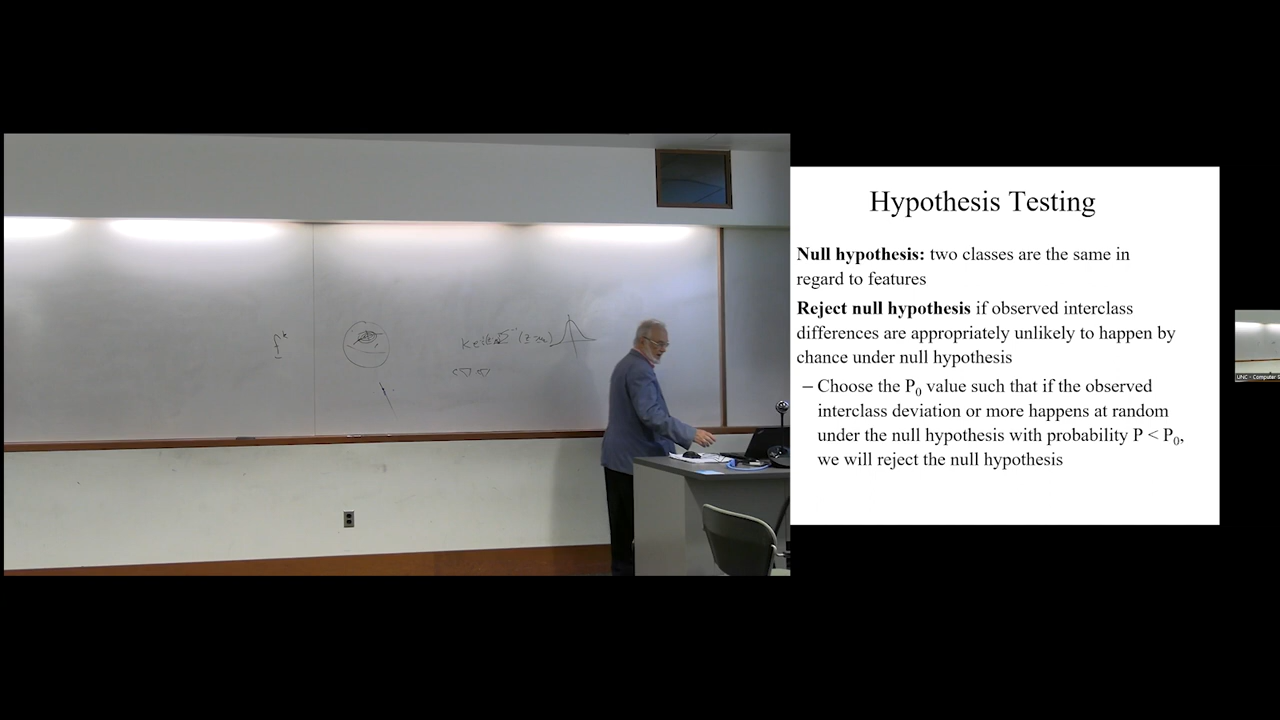 f^k
Hypothesis Testing
Null hypothesis: two classes are the same in
regard to features
Reject null hypothesis if observed interclass
differences are appropriately unlikely to happen by
chance under null hypothesis
– Choose the P₀ value such that if the observed
interclass deviation or more happens at random
under the null hypothesis with probability P < P₀,
we will reject the null hypothesis
UNC - Computer S